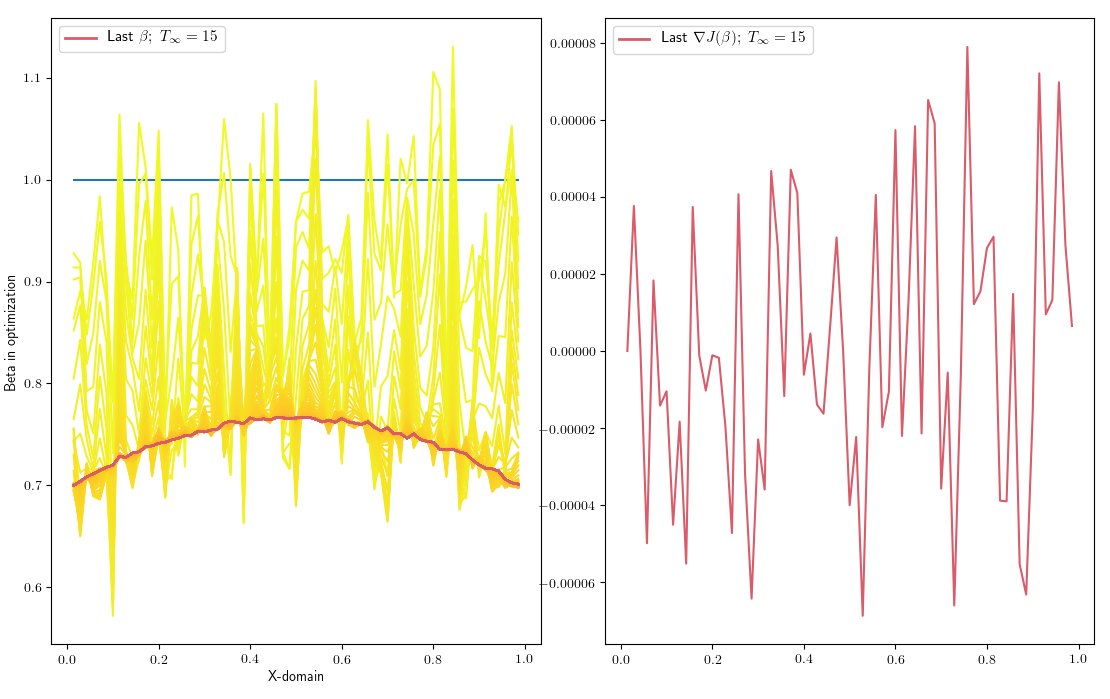 Last β; T∞ = 15
Beta in optimization
1.1
1.0
0.9
0.8
0.7
0.6
0.0 0.2 0.4 0.6 0.8 1.0
X-domain
Last ∇J(β); T∞ = 15
0.00008
0.00006
0.00004
0.00002
0.00000
−0.00002
−0.00004
−0.00006
0.0 0.2 0.4 0.6 0.8 1.0